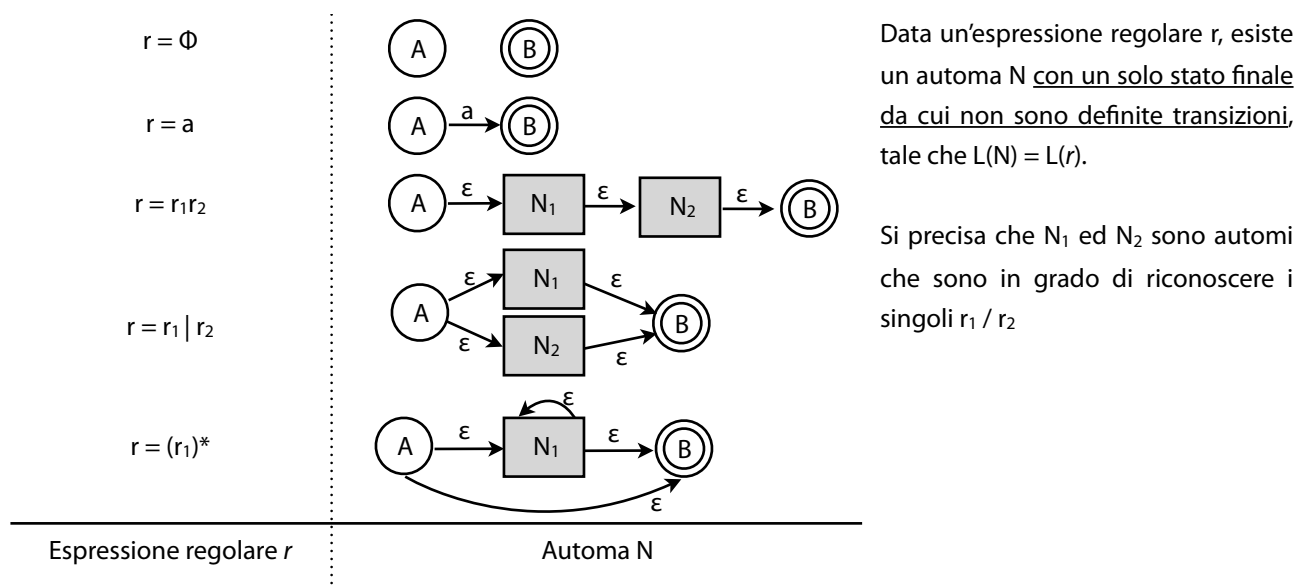 r = Φ
A
B
Data un'espressione regolare r, esiste
un automa N con un solo stato finale
da cui non sono definite transizioni,
tale che L(N) = L(r).
r = a
A
a
B
r = r₁r₂
A
ε
N₁
ε
N₂
ε
B
Si precisa che N₁ ed N₂ sono automi
che sono in grado di riconoscere i
singoli r₁ / r₂
r = r₁ | r₂
A
ε
N₁
ε
ε
N₂
ε
B
r = (r₁)*
A
ε
N₁
ε
ε
B
ε
Espressione regolare r
Automa N